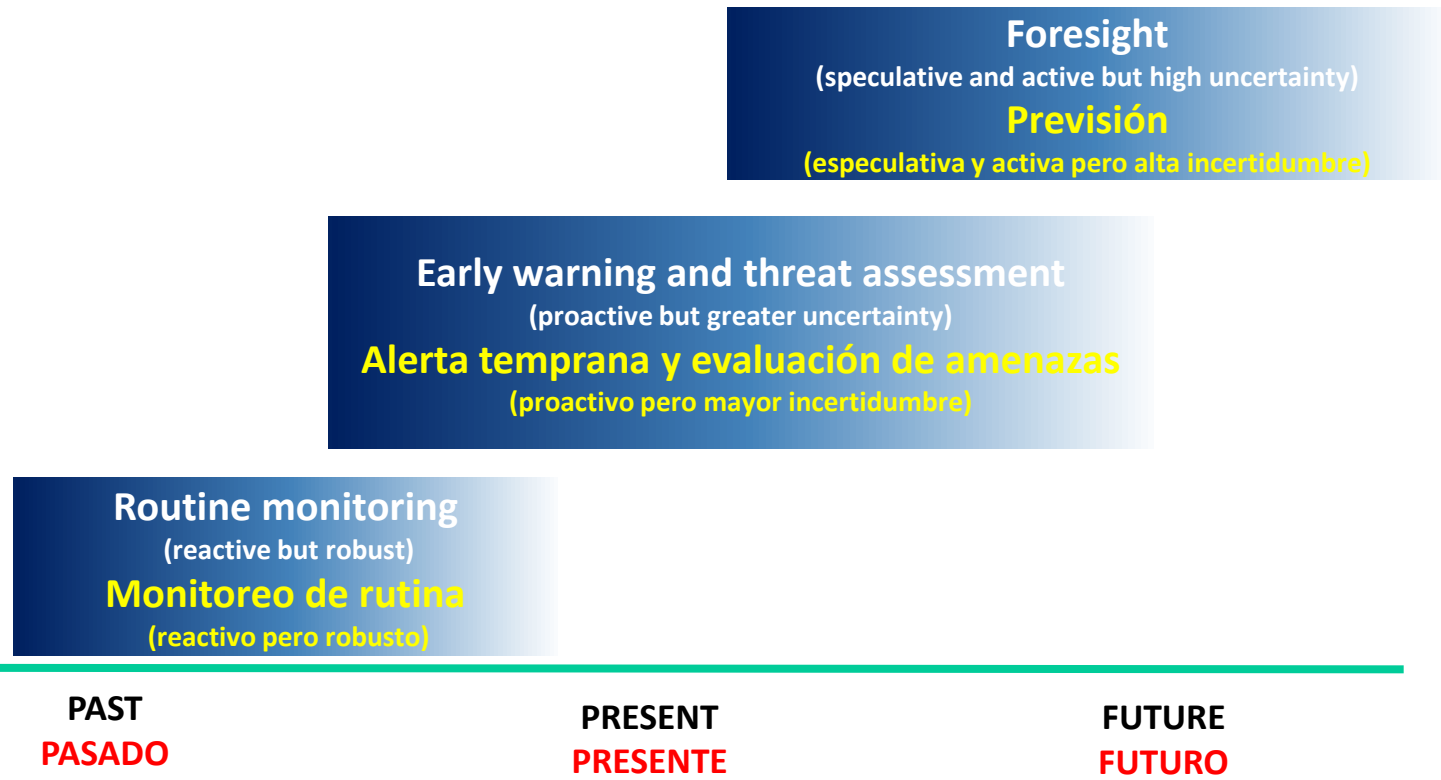 Foresight
(speculative and active but high uncertainty)
Previsión
(especulativa y activa pero alta incertidumbre)
Early warning and threat assessment
(proactive but greater uncertainty)
Alerta temprana y evaluación de amenazas
(proactivo pero mayor incertidumbre)
Routine monitoring
(reactive but robust)
Monitoreo de rutina
(reactivo pero robusto)
PAST
PASADO
PRESENT
PRESENTE
FUTURE
FUTURO